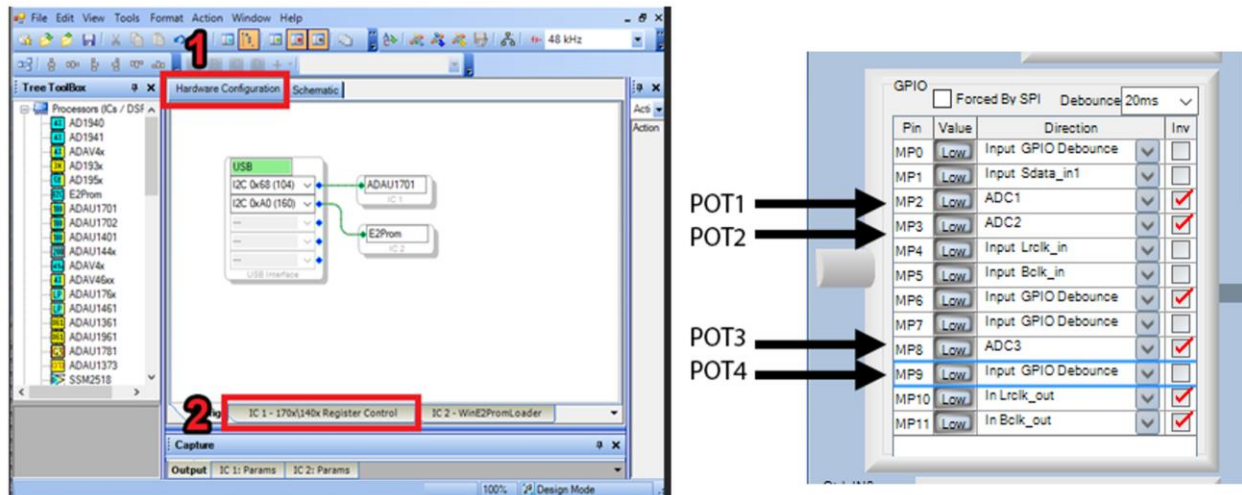 File Edit View Tools Format Action Window Help
48 kHz
1
Tree ToolBox
Hardware Configuration Schematic
Processors (ICs / DSF
AD1940
AD1941
ADAV4x
AD193x
AD195x
E2Prom
ADAU1701
ADAU1702
ADAU1401
ADAU144x
ADAV4x
ADAV46xx
ADAU176x
ADAU1461
ADAU1361
ADAU1961
ADAU1781
ADAU1373
SSM2518
Action
USB
I2C 0x68 (104)
I2C 0xA0 (160)
---
---
---
USB Interface
ADAU1701
IC 1
E2Prom
IC 2
2
IC 1 - 170x\140x Register Control IC 2 - WinE2PromLoader
Capture
Output IC 1: Params IC 2: Params
100% Design Mode
POT1
POT2
POT3
POT4
GPIO
Forced By SPI Debounce 20ms
Pin Value Direction Inv
MP0 Low Input GPIO Debounce
MP1 Low Input Sdata_in1
MP2 Low ADC1
MP3 Low ADC2
MP4 Low Input Lrclk_in
MP5 Low Input Bclk_in
MP6 Low Input GPIO Debounce
MP7 Low Input GPIO Debounce
MP8 Low ADC3
MP9 Low Input GPIO Debounce
MP10 Low In Lrclk_out
MP11 Low In Bclk_out